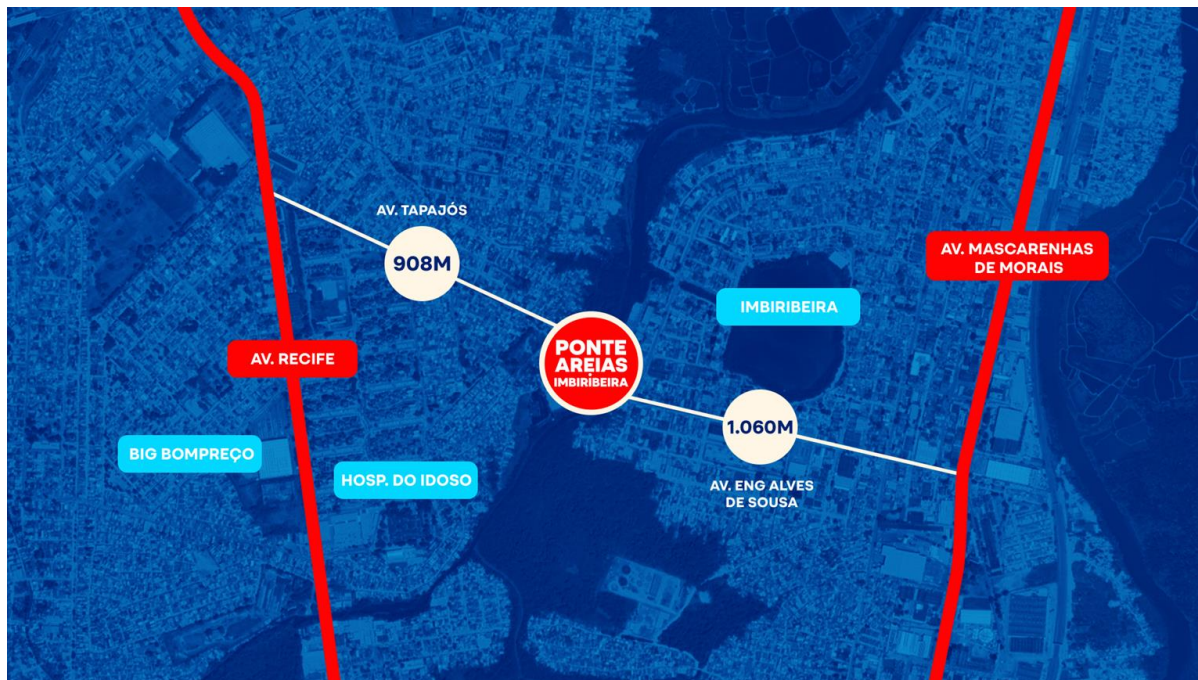 AV. TAPAJÓS
908M
AV. MASCARENHAS
DE MORAIS
IMBIRIBEIRA
PONTE
AREIAS
IMBIRIBEIRA
AV. RECIFE
1.060M
BIG BOMPREÇO
HOSP. DO IDOSO
AV. ENG ALVES
DE SOUSA